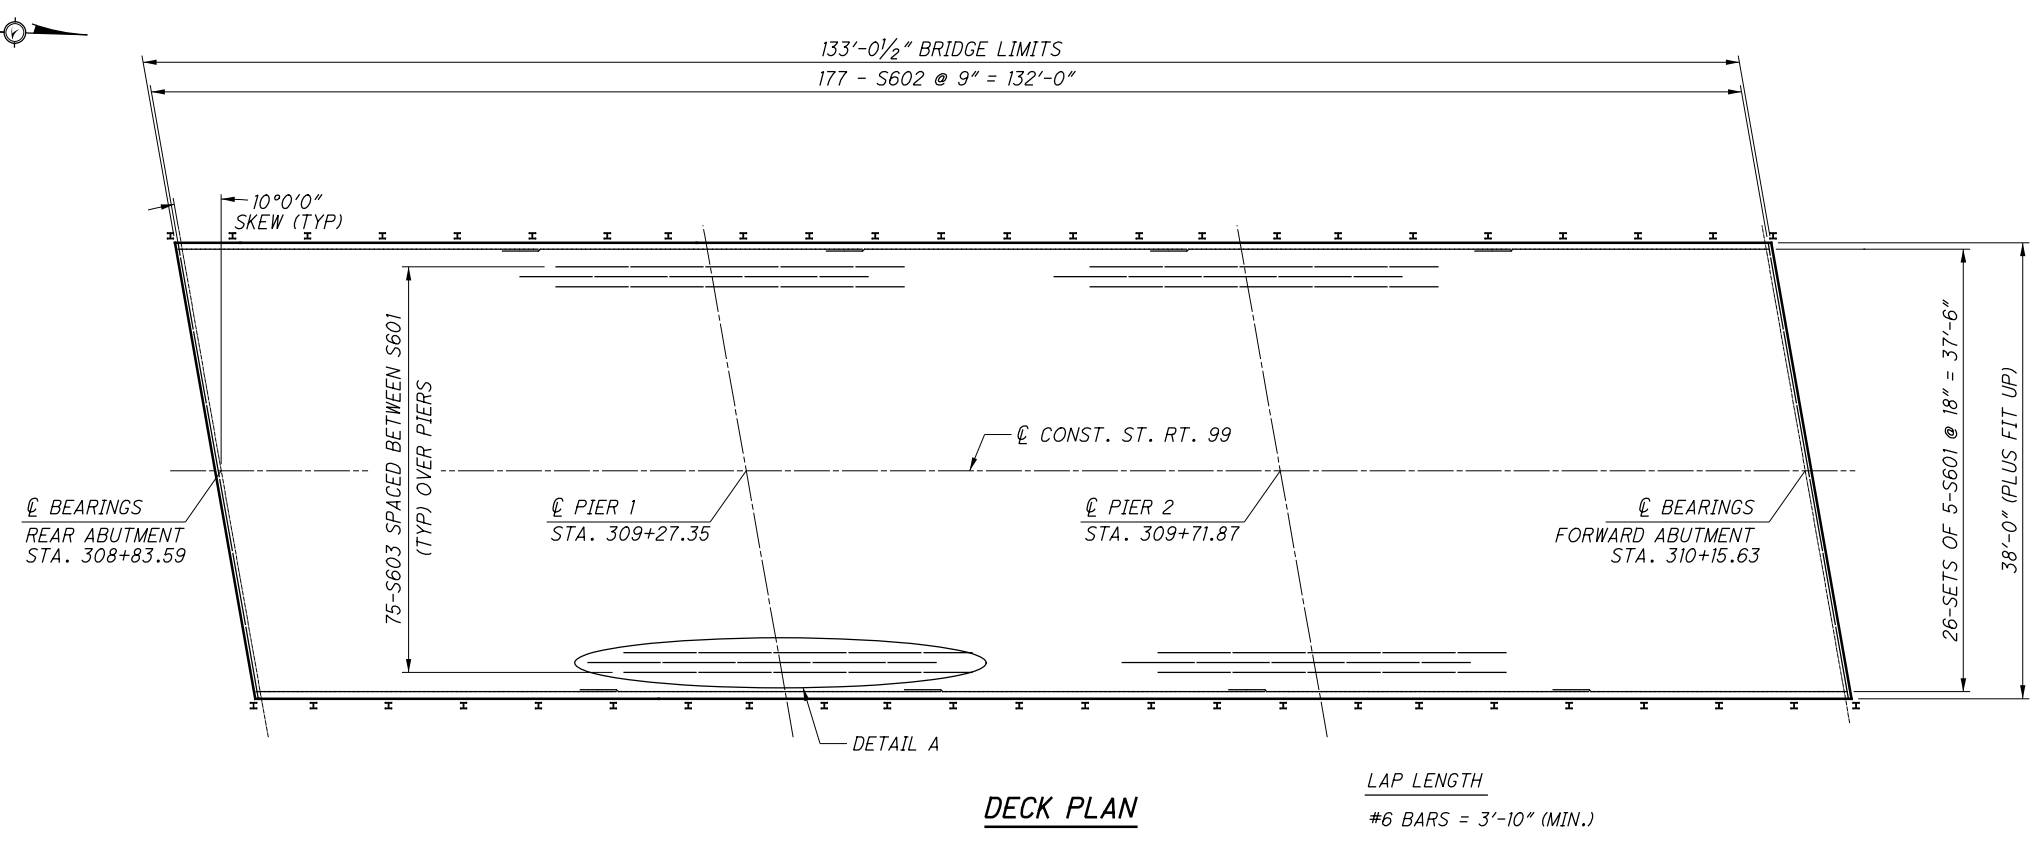 133'-0½" BRIDGE LIMITS
177 - S602 @ 9" = 132'-0"
10°0'0"
SKEW (TYP)
75-S603 SPACED BETWEEN S601
(TYP) OVER PIERS
℄ CONST. ST. RT. 99
℄ BEARINGS
REAR ABUTMENT
STA. 308+83.59
℄ PIER 1
STA. 309+27.35
℄ PIER 2
STA. 309+71.87
℄ BEARINGS
FORWARD ABUTMENT
STA. 310+15.63
26-SETS OF 5-S601 @ 18" = 37'-6"
38'-0" (PLUS FIT UP)
DETAIL A
DECK PLAN
LAP LENGTH
#6 BARS = 3'-10" (MIN.)